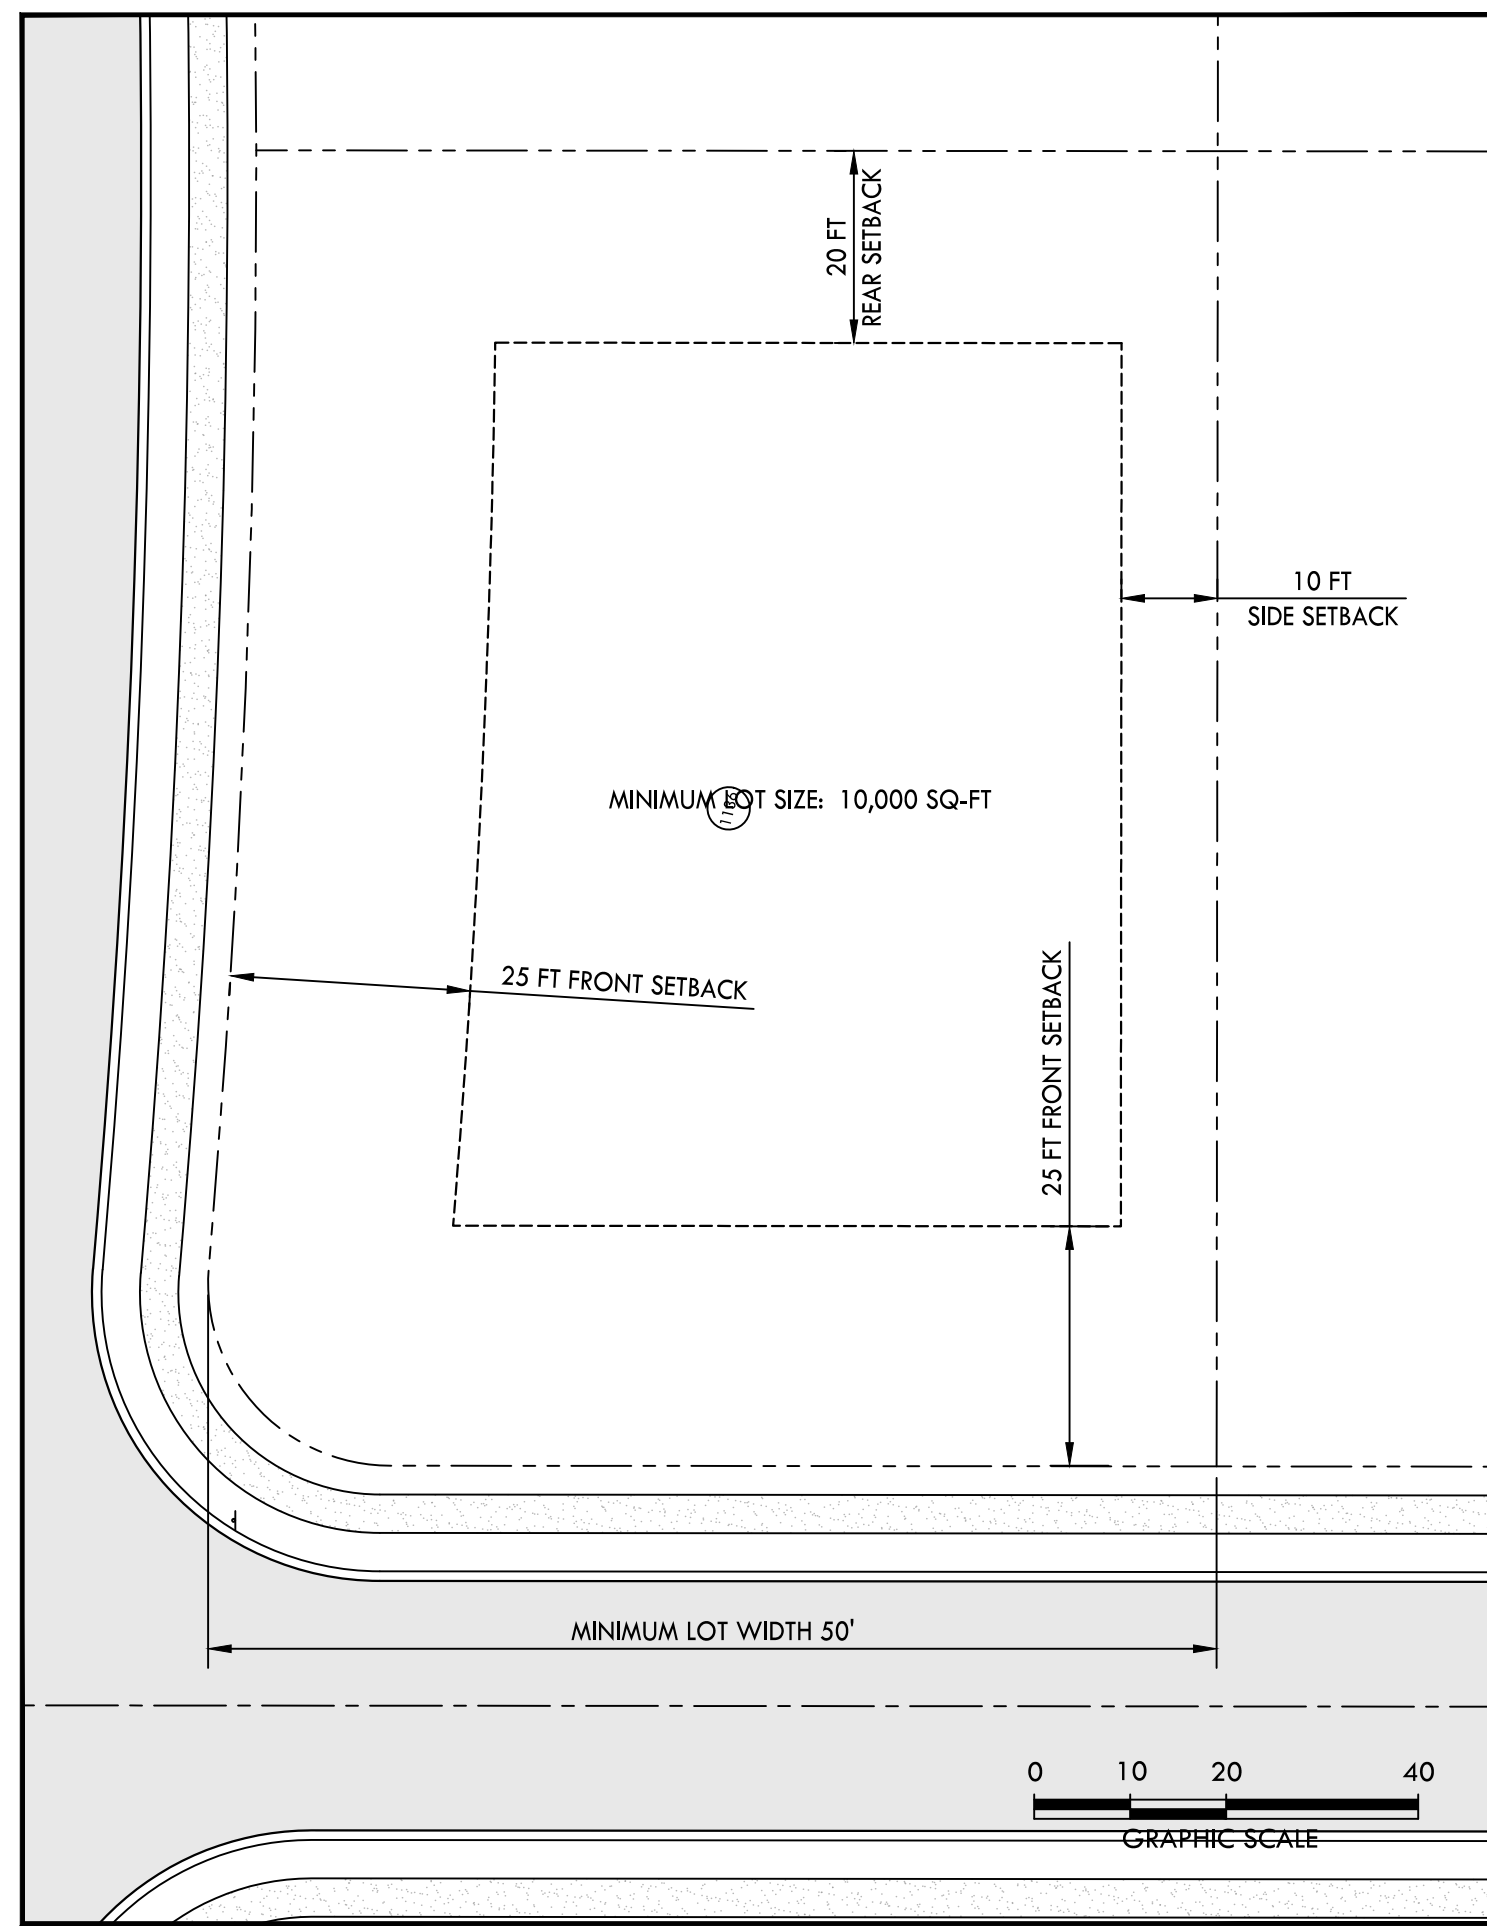 20 FT
REAR SETBACK
10 FT
SIDE SETBACK
MINIMUM LOT SIZE: 10,000 SQ-FT
1186
25 FT FRONT SETBACK
25 FT FRONT SETBACK
MINIMUM LOT WIDTH 50'
0 10 20 40
GRAPHIC SCALE